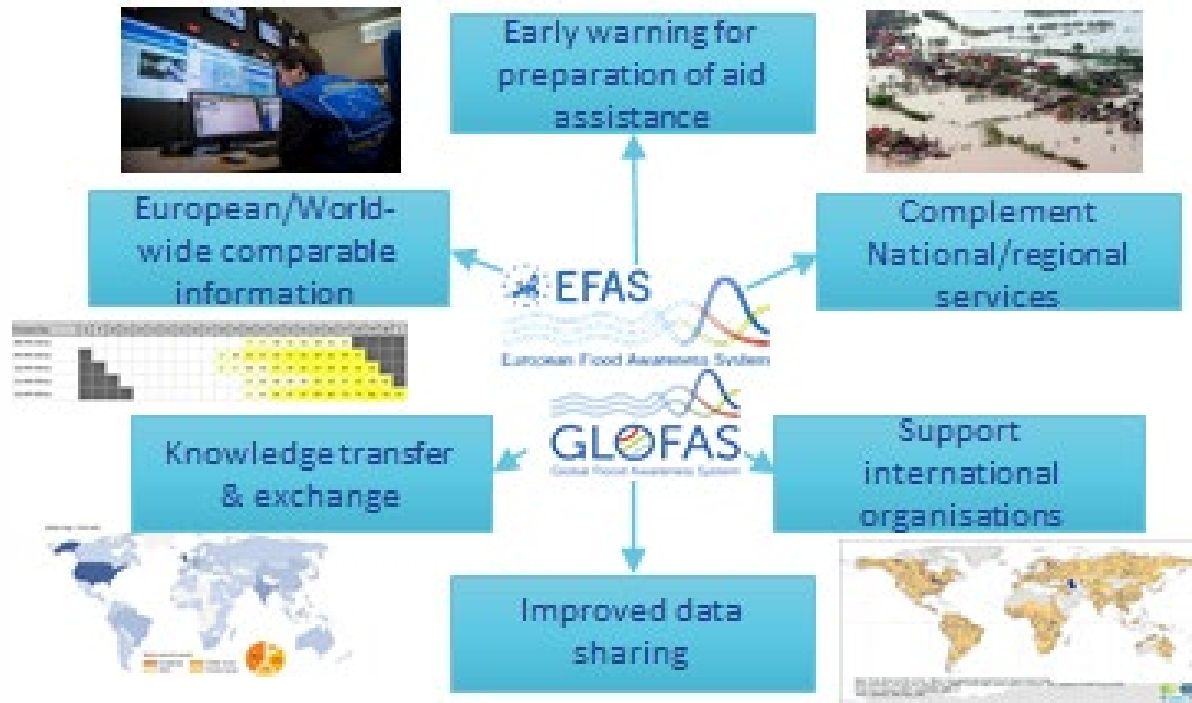 Early warning for
preparation of aid
assistance
European/World-
wide comparable
information
Complement
National/regional
services
EFAS
European Flood Awareness System
GLOFAS
Global Flood Awareness System
Knowledge transfer
& exchange
Support
international
organisations
Improved data
sharing